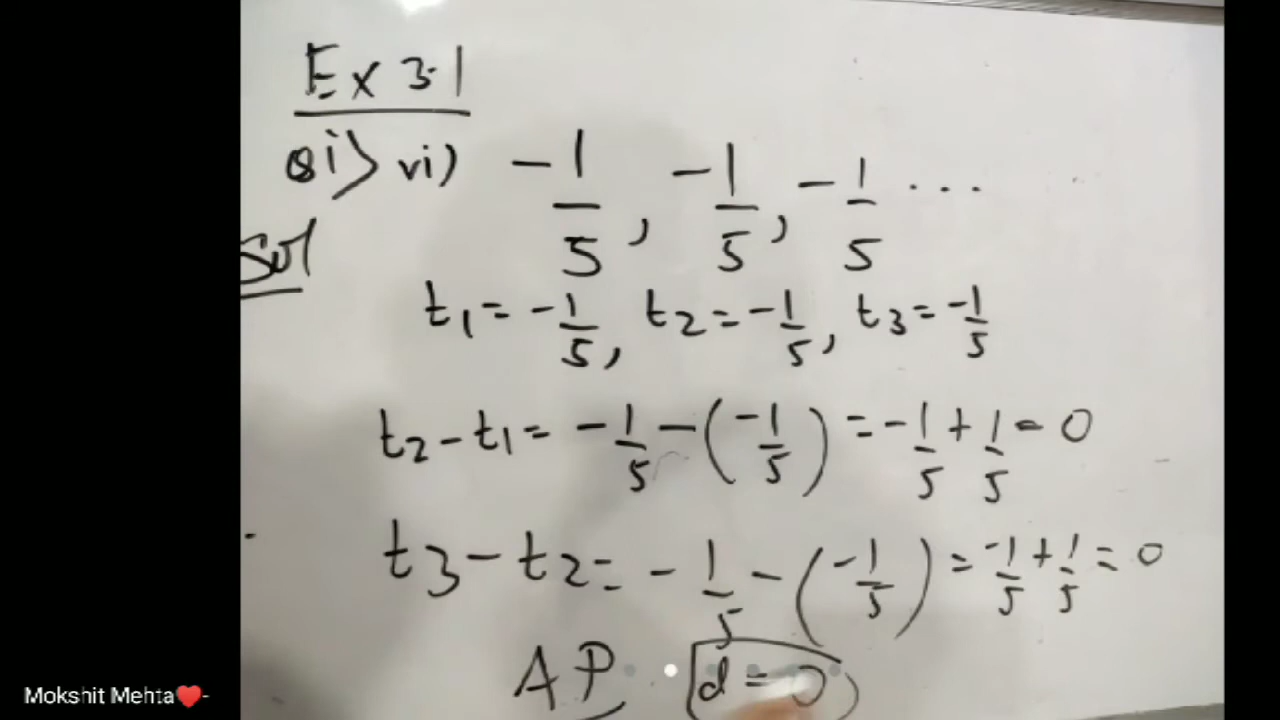 Ex 3.1
Qi) vi) -1/5, -1/5, -1/5 ...
Sol
t1 = -1/5, t2 = -1/5, t3 = -1/5
t2 - t1 = -1/5 - (-1/5) = -1/5 + 1/5 = 0
t3 - t2 = -1/5 - (-1/5) = -1/5 + 1/5 = 0
AP d = 0
Mokshit Mehta❤️-